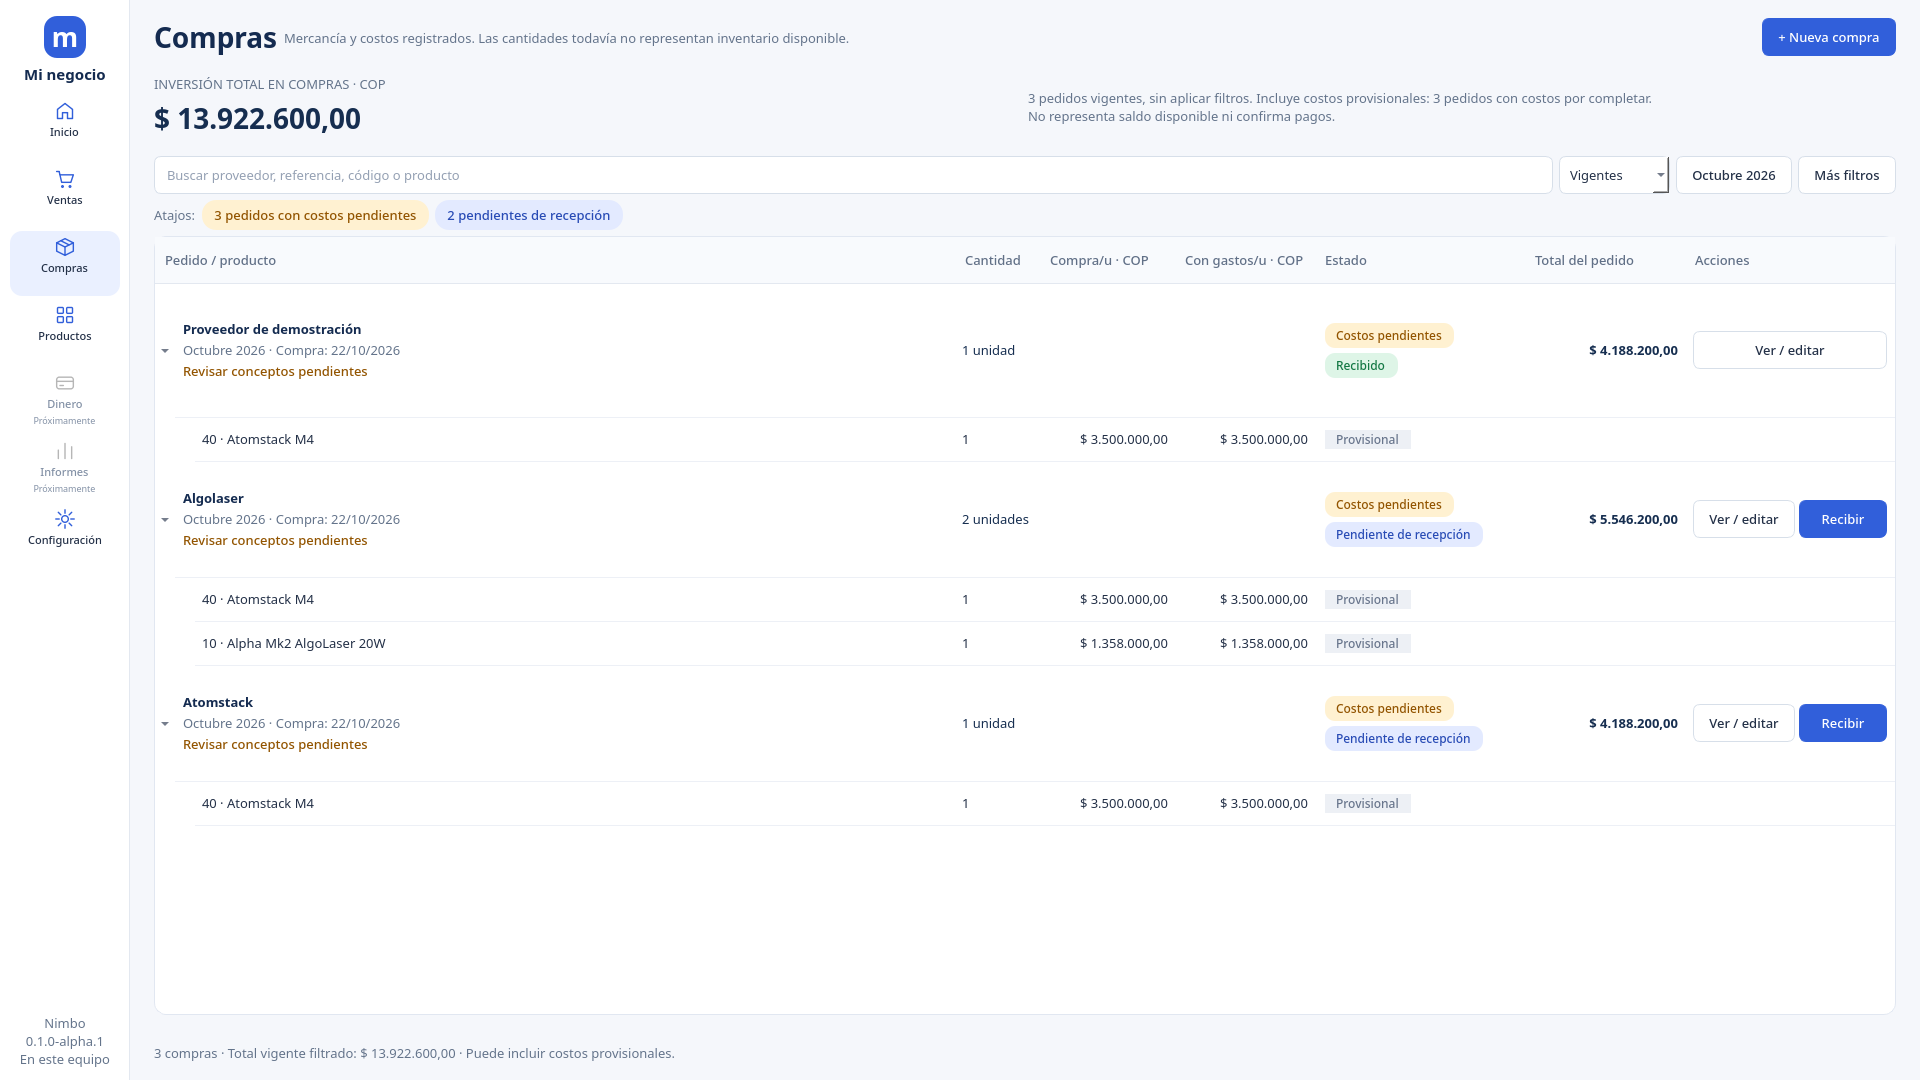 m
Mi negocio
Inicio
Ventas
Compras
Productos
Dinero
Próximamente
Informes
Próximamente
Configuración
Nimbo
0.1.0-alpha.1
En este equipo
Compras Mercancía y costos registrados. Las cantidades todavía no representan inventario disponible.
+ Nueva compra
INVERSIÓN TOTAL EN COMPRAS · COP
$ 13.922.600,00
3 pedidos vigentes, sin aplicar filtros. Incluye costos provisionales: 3 pedidos con costos por completar.
No representa saldo disponible ni confirma pagos.
Buscar proveedor, referencia, código o producto
Vigentes
Octubre 2026
Más filtros
Atajos: 3 pedidos con costos pendientes 2 pendientes de recepción
Pedido / producto Cantidad Compra/u · COP Con gastos/u · COP Estado Total del pedido Acciones
Proveedor de demostración
Octubre 2026 · Compra: 22/10/2026
Revisar conceptos pendientes
1 unidad
Costos pendientes
Recibido
$ 4.188.200,00
Ver / editar
40 · Atomstack M4 1 $ 3.500.000,00 $ 3.500.000,00 Provisional
Algolaser
Octubre 2026 · Compra: 22/10/2026
Revisar conceptos pendientes
2 unidades
Costos pendientes
Pendiente de recepción
$ 5.546.200,00
Ver / editar
Recibir
40 · Atomstack M4 1 $ 3.500.000,00 $ 3.500.000,00 Provisional
10 · Alpha Mk2 AlgoLaser 20W 1 $ 1.358.000,00 $ 1.358.000,00 Provisional
Atomstack
Octubre 2026 · Compra: 22/10/2026
Revisar conceptos pendientes
1 unidad
Costos pendientes
Pendiente de recepción
$ 4.188.200,00
Ver / editar
Recibir
40 · Atomstack M4 1 $ 3.500.000,00 $ 3.500.000,00 Provisional
3 compras · Total vigente filtrado: $ 13.922.600,00 · Puede incluir costos provisionales.